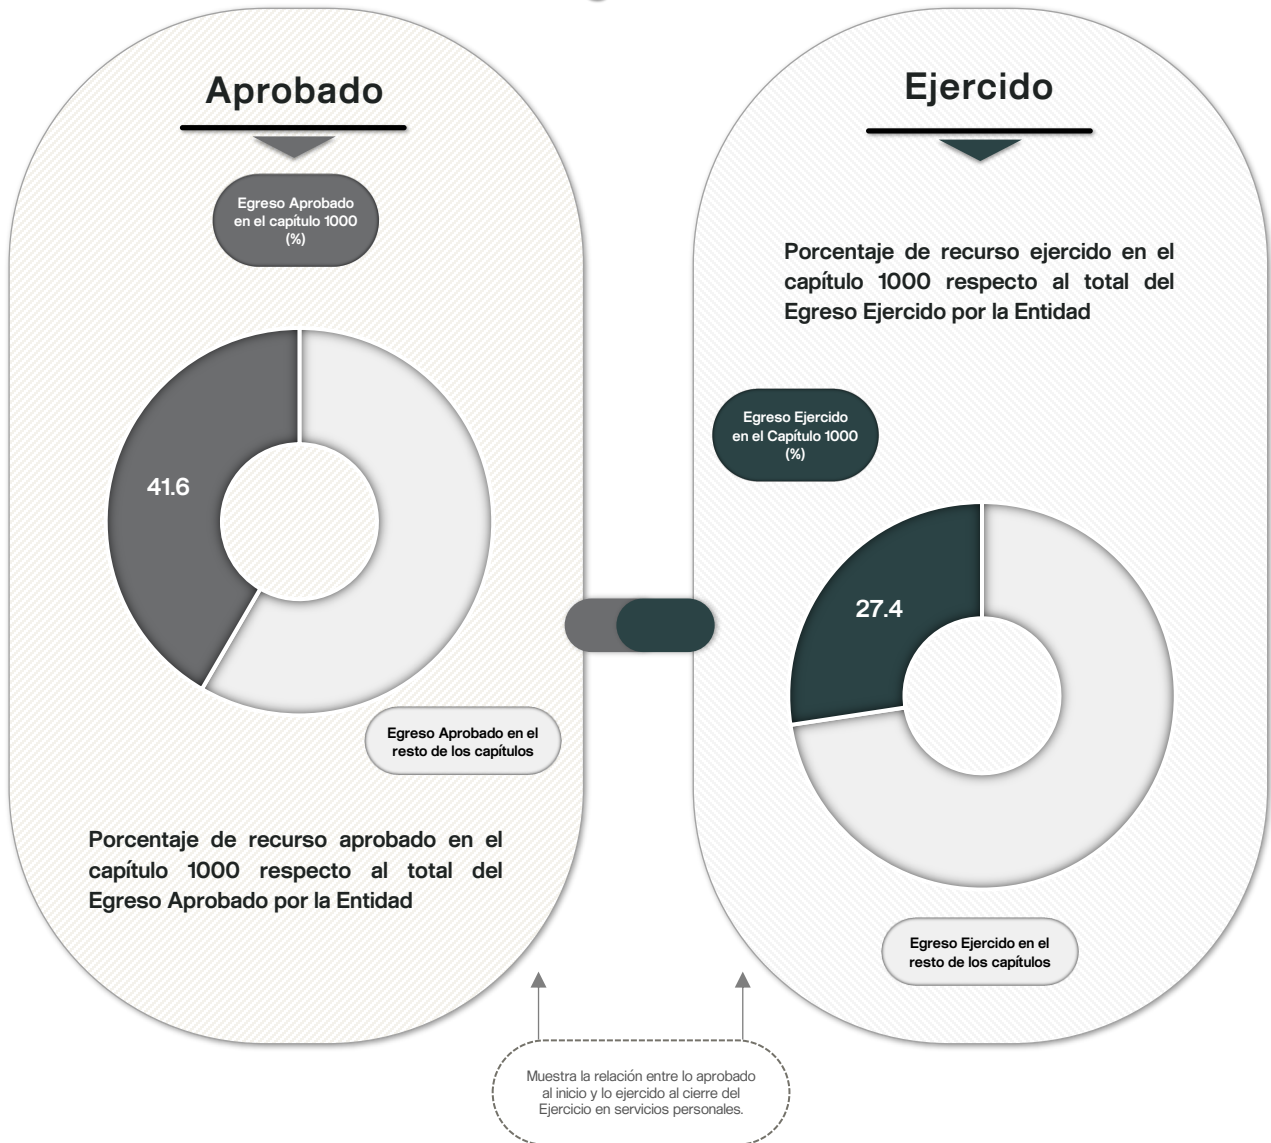 Aprobado
Egreso Aprobado
en el capítulo 1000
(%)
41.6
Egreso Aprobado en el
resto de los capítulos
Porcentaje de recurso aprobado en el
capítulo 1000 respecto al total del
Egreso Aprobado por la Entidad
Ejercido
Porcentaje de recurso ejercido en el
capítulo 1000 respecto al total del
Egreso Ejercido por la Entidad
Egreso Ejercido
en el Capítulo 1000
(%)
27.4
Egreso Ejercido en el
resto de los capítulos
Muestra la relación entre lo aprobado
al inicio y lo ejercido al cierre del
Ejercicio en servicios personales.